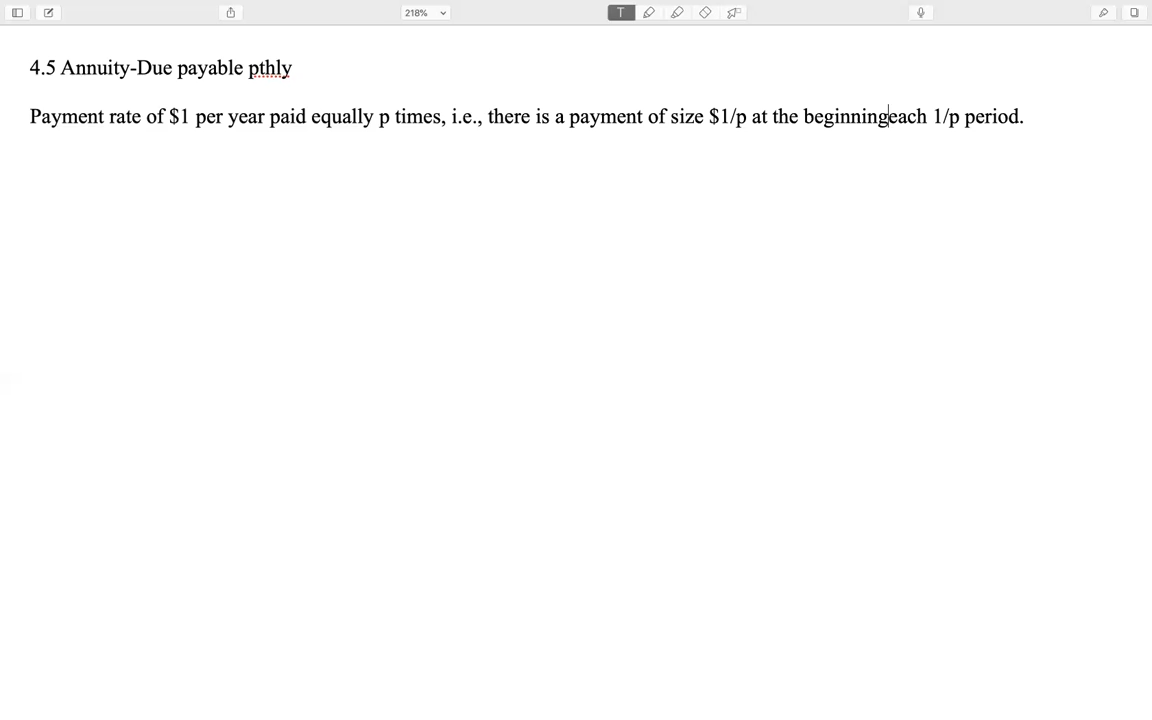 218%
T
4.5 Annuity-Due payable pthly
Payment rate of $1 per year paid equally p times, i.e., there is a payment of size $1/p at the beginningeach 1/p period.